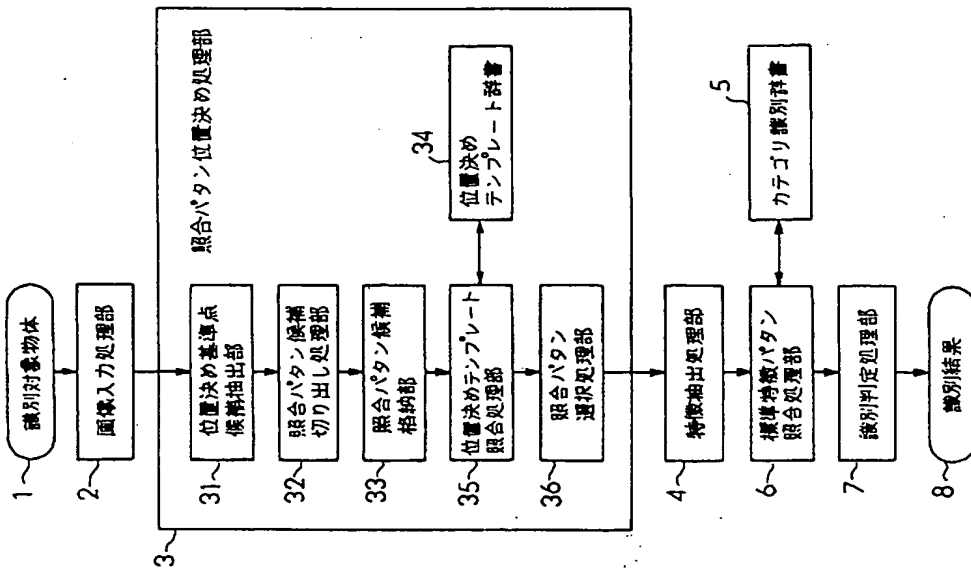 1
識別対象物体
2
画像入力処理部
3
照合パタン位置決め処理部
31
位置決め基準点
候補抽出部
32
照合パタン候補
切り出し処理部
33
照合パタン候補
格納部
34
位置決め
テンプレート辞書
35
位置決めテンプレート
照合処理部
36
照合パタン
選択処理部
4
特徴抽出処理部
5
カテゴリ識別辞書
6
標準特徴パタン
照合処理部
7
識別判定処理部
8
識別結果